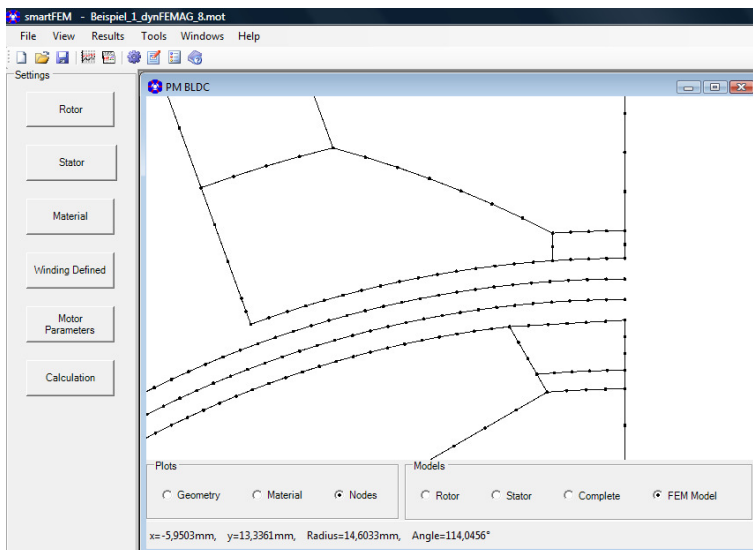 smartFEM - Beispiel_1_dynFEMAG_8.mot
File View Results Tools Windows Help
Settings
Rotor
Stator
Material
Winding Defined
Motor
Parameters
Calculation
PM BLDC
Plots
Geometry Material Nodes
Models
Rotor Stator Complete FEM Model
x=-5,9503mm, y=13,3361mm, Radius=14,6033mm, Angle=114,0456°